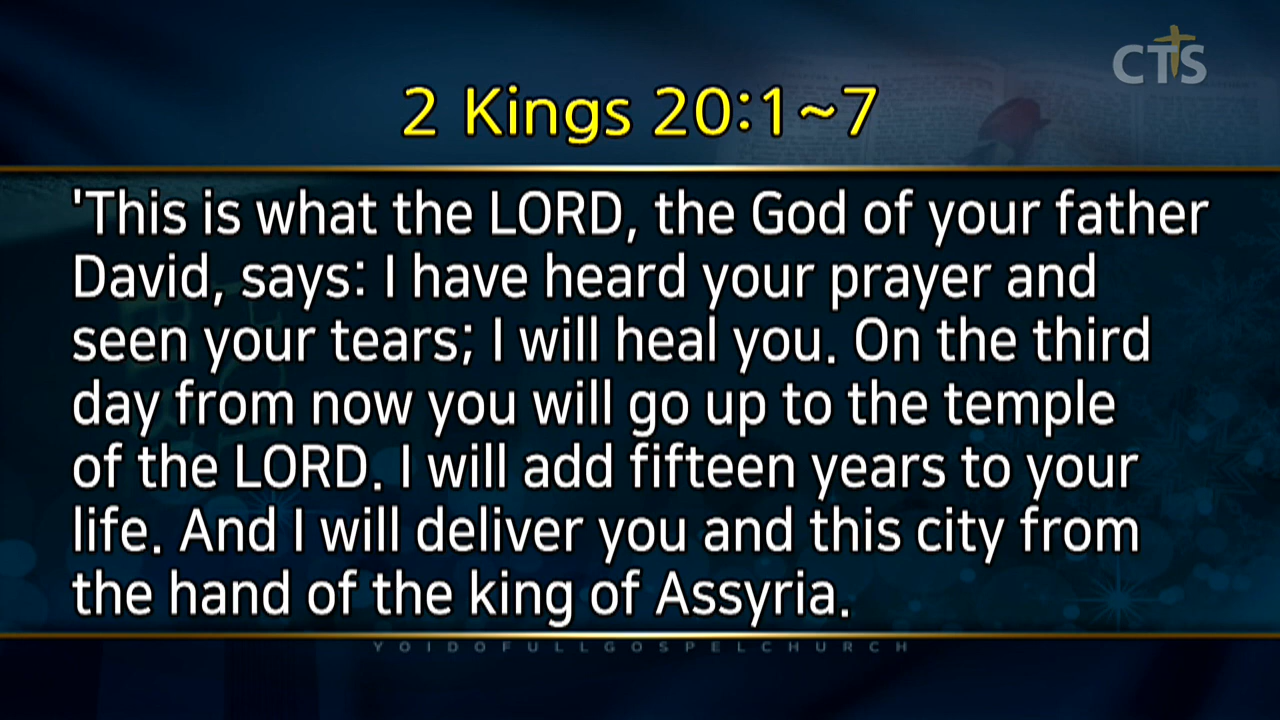 CTS
2 Kings 20:1~7
'This is what the LORD, the God of your father
David, says: I have heard your prayer and
seen your tears; I will heal you. On the third
day from now you will go up to the temple
of the LORD. I will add fifteen years to your
life. And I will deliver you and this city from
the hand of the king of Assyria.
YOIDOFULLGOSPELCHURCH